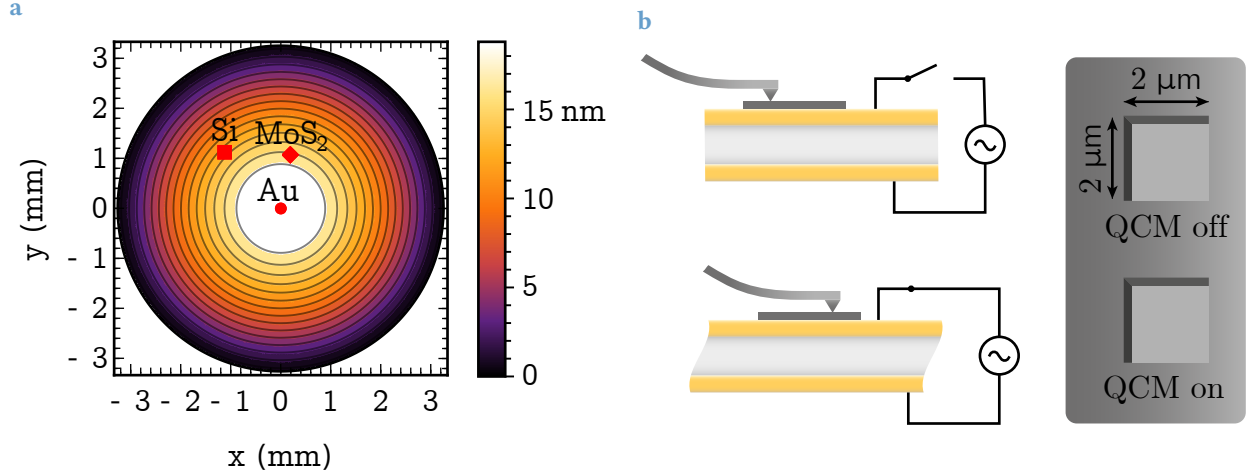 a
3
2
1
0
- 1
- 2
- 3
y (mm)
- 3 - 2 - 1 0 1 2 3
x (mm)
Si
MoS2
Au
15 nm
10
5
0
b
2 μm
2 μm
QCM off
QCM on